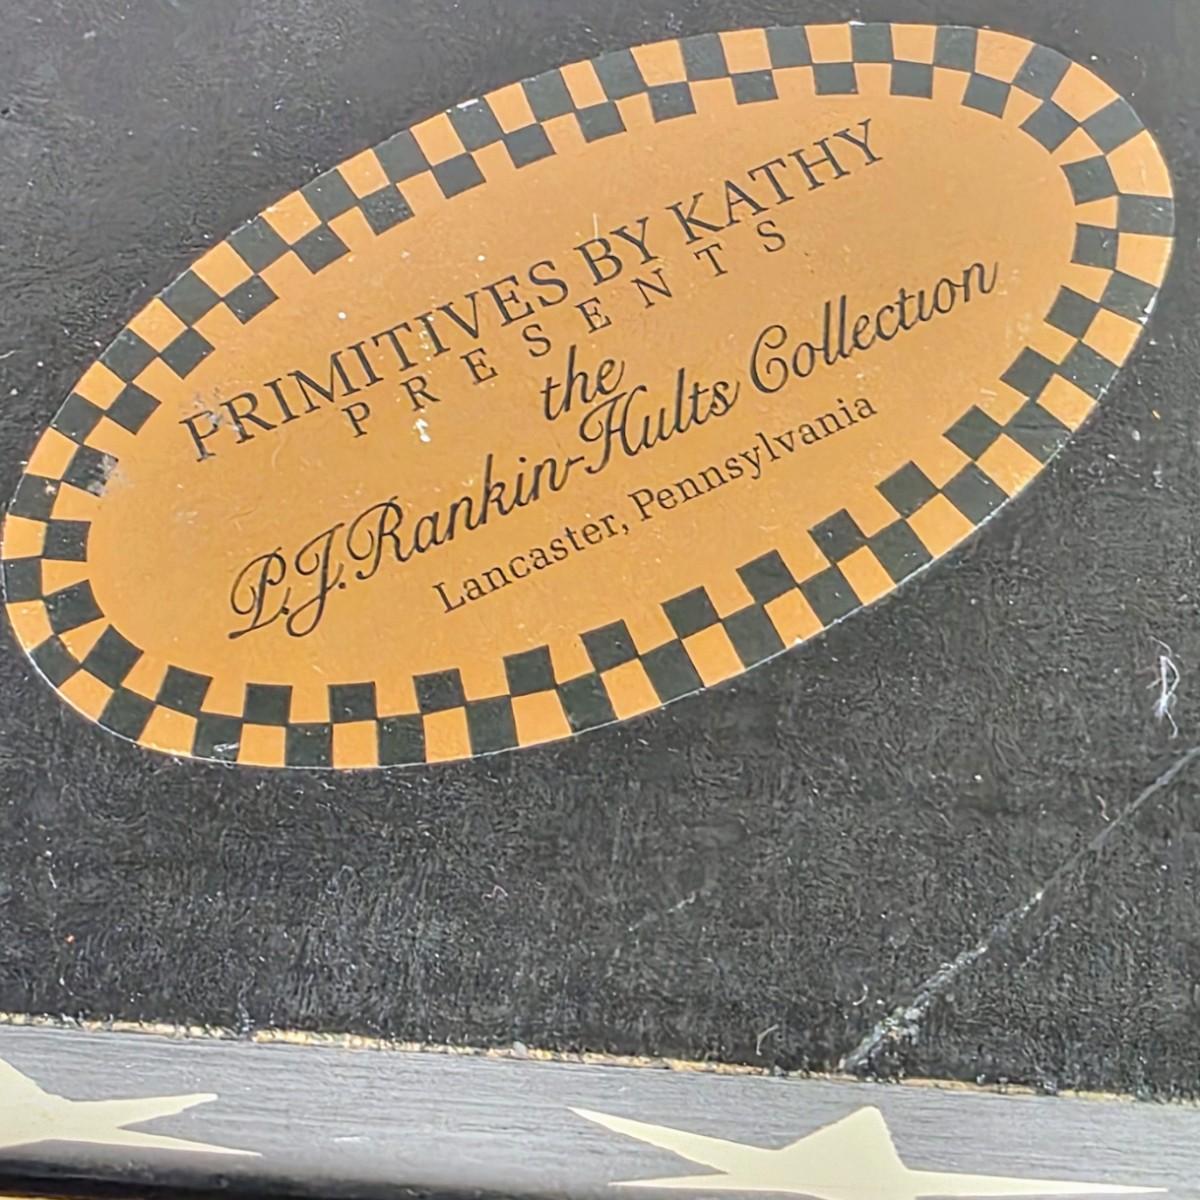 PRIMITIVES BY KATHY
PRESENTS
the
P.J. Rankin-Hults Collection
Lancaster, Pennsylvania